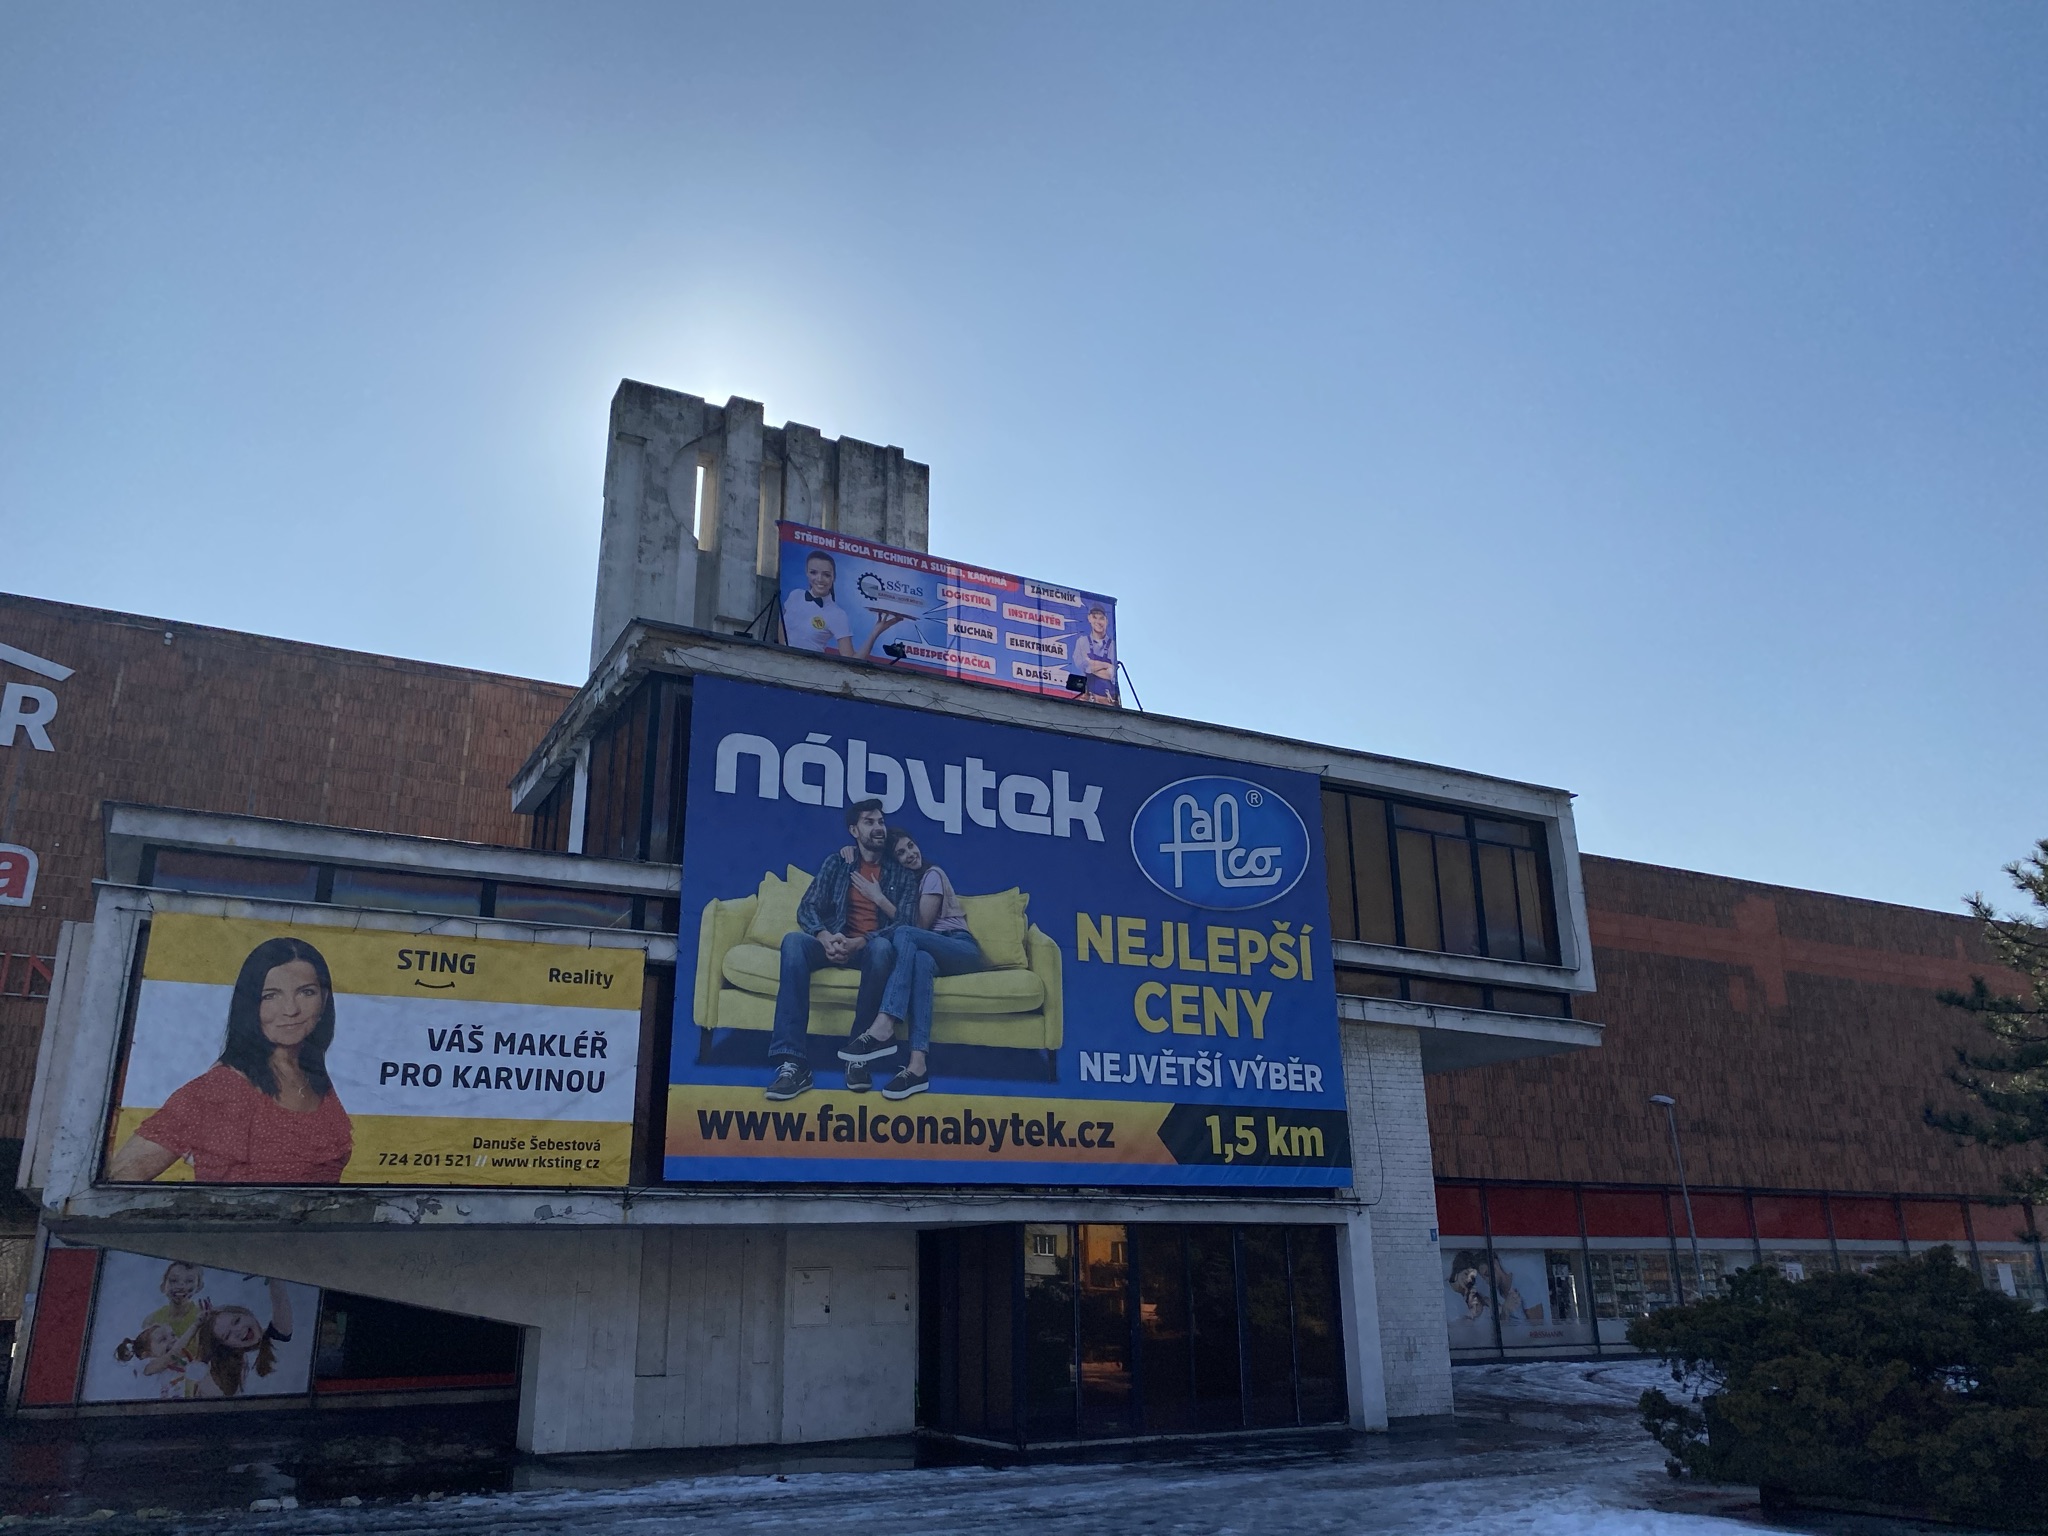 STŘEDNÍ ŠKOLA TECHNIKY A SLUŽEB, KARVINÁ
SŠTaS
LOGISTIKA
ZÁMEČNÍK
INSTALATÉR
KUCHAŘ
ELEKTRIKÁŘ
ZABEZPEČOVAČKA
A DALŠÍ...
R
a
IN
nábytek
falco®
NEJLEPŠÍ
CENY
NEJVĚTŠÍ VÝBĚR
www.falconabytek.cz
1,5 km
STING
Reality
VÁŠ MAKLÉŘ
PRO KARVINOU
Danuše Šebestová
724 201 521 // www.rksting.cz